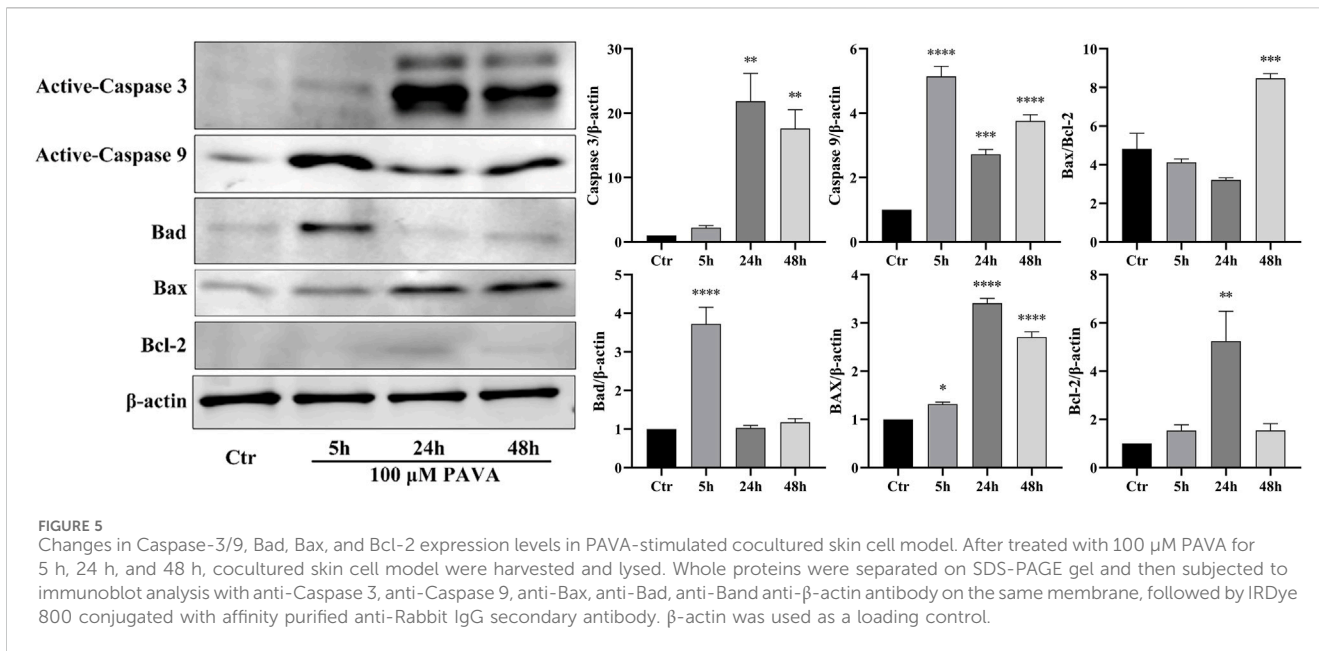 Active-Caspase 3
Active-Caspase 9
Bad
Bax
Bcl-2
β-actin
Ctr
5h 24h 48h
100 μM PAVA
Caspase 3/β-actin
30
20
10
0
** **
Ctr 5h 24h 48h
Caspase 9/β-actin
6
4
2
0
**** *** ****
Ctr 5h 24h 48h
Bax/Bcl-2
10
8
6
4
2
0
***
Ctr 5h 24h 48h
Bad/β-actin
5
4
3
2
1
0
****
Ctr 5h 24h 48h
BAX/β-actin
4
3
2
1
0
* **** ****
Ctr 5h 24h 48h
Bcl-2/β-actin
8
6
4
2
0
**
Ctr 5h 24h 48h
FIGURE 5
Changes in Caspase-3/9, Bad, Bax, and Bcl-2 expression levels in PAVA-stimulated cocultured skin cell model. After treated with 100 μM PAVA for
5 h, 24 h, and 48 h, cocultured skin cell model were harvested and lysed. Whole proteins were separated on SDS-PAGE gel and then subjected to
immunoblot analysis with anti-Caspase 3, anti-Caspase 9, anti-Bax, anti-Bad, anti-Band anti-β-actin antibody on the same membrane, followed by IRDye
800 conjugated with affinity purified anti-Rabbit IgG secondary antibody. β-actin was used as a loading control.